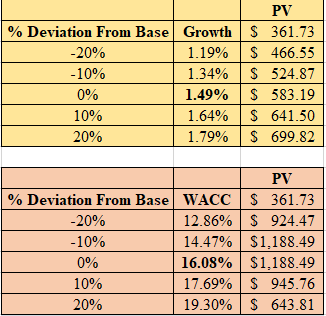 PV
% Deviation From Base Growth $ 361.73
-20% 1.19% $ 466.55
-10% 1.34% $ 524.87
0% 1.49% $ 583.19
10% 1.64% $ 641.50
20% 1.79% $ 699.82
PV
% Deviation From Base WACC $ 361.73
-20% 12.86% $ 924.47
-10% 14.47% $1,188.49
0% 16.08% $1,188.49
10% 17.69% $ 945.76
20% 19.30% $ 643.81